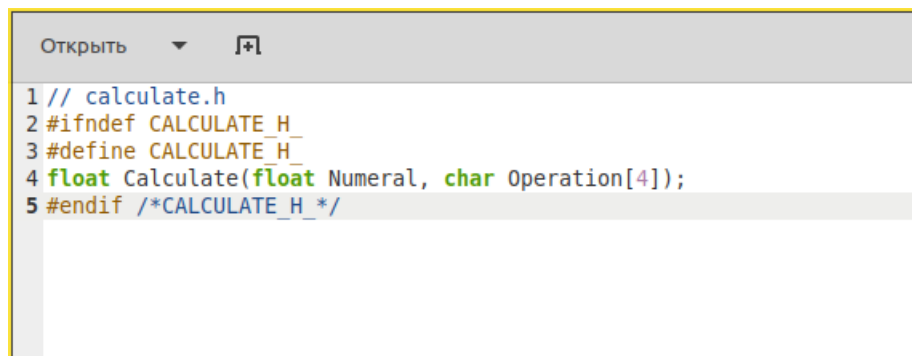 Открыть
1 // calculate.h
2 #ifndef CALCULATE_H_
3 #define CALCULATE_H_
4 float Calculate(float Numeral, char Operation[4]);
5 #endif /*CALCULATE_H_*/